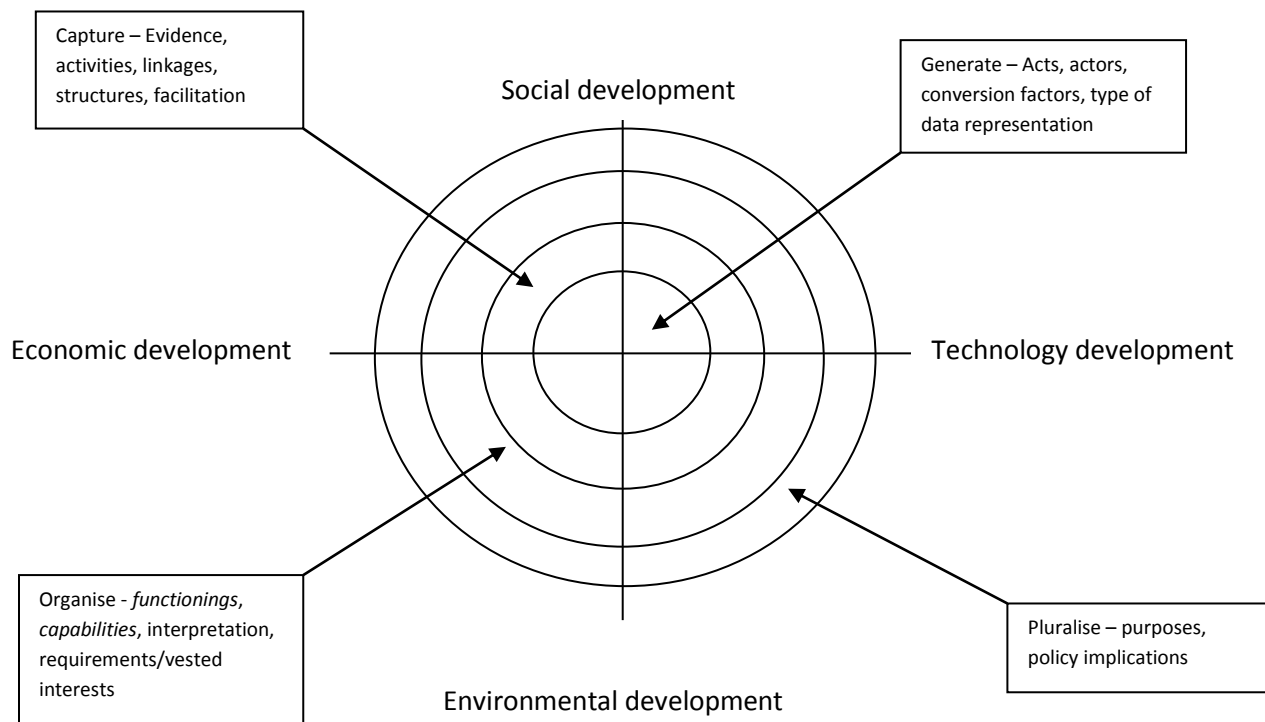 Capture – Evidence,
activities, linkages,
structures, facilitation
Social development
Generate – Acts, actors,
conversion factors, type of
data representation
Economic development
Technology development
Organise - functionings,
capabilities, interpretation,
requirements/vested
interests
Environmental development
Pluralise – purposes,
policy implications